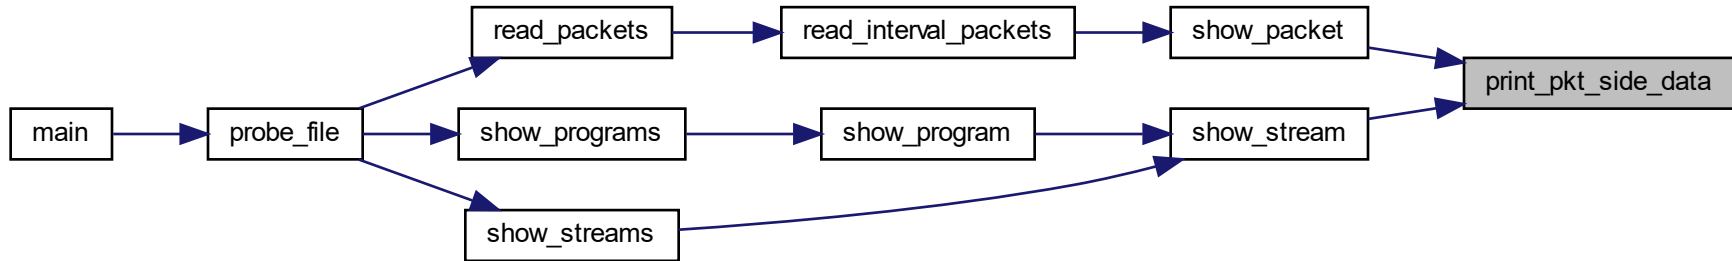 read_packets
read_interval_packets
show_packet
print_pkt_side_data
main
probe_file
show_programs
show_program
show_stream
show_streams